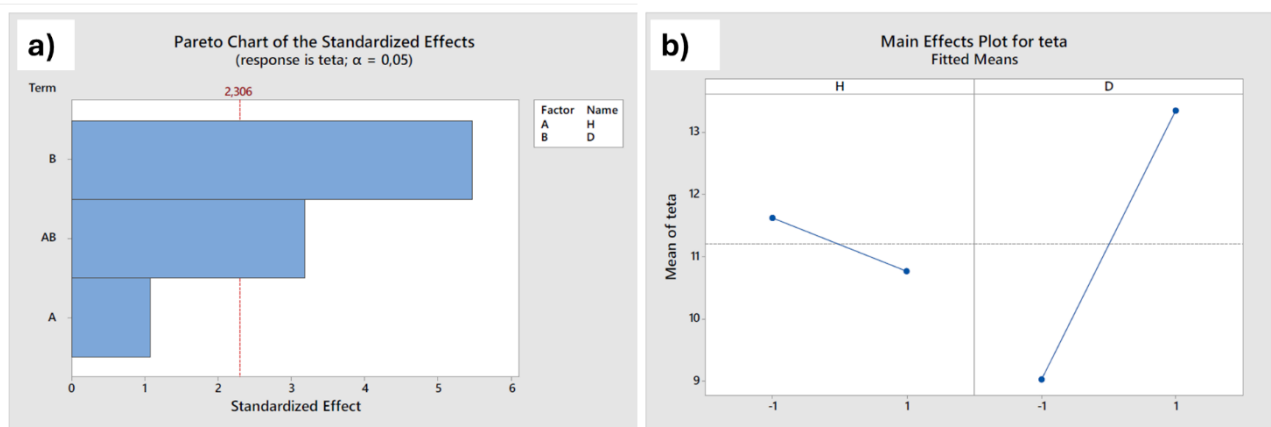 a)
Pareto Chart of the Standardized Effects
(response is teta; α = 0,05)
Term
2,306
Factor Name
A H
B D
B
AB
A
0 1 2 3 4 5 6
Standardized Effect
b)
Main Effects Plot for teta
Fitted Means
H D
Mean of teta
13
12
11
10
9
-1 1 -1 1